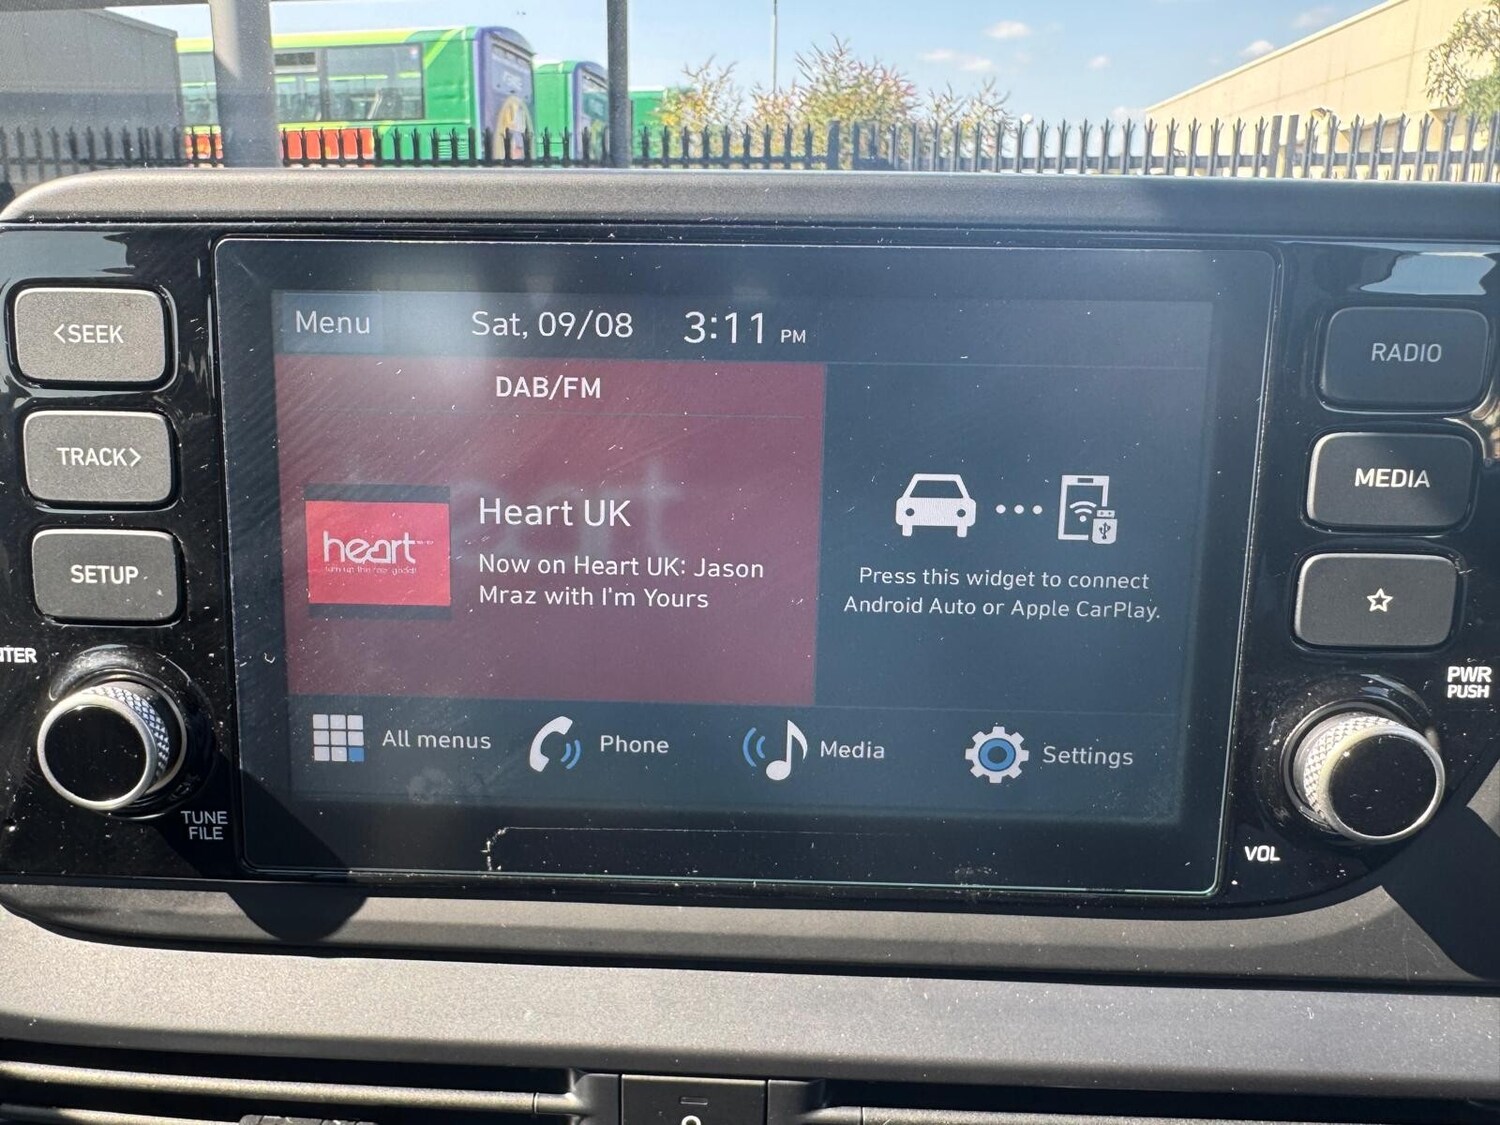 <SEEK
TRACK>
SETUP
TUNE
FILE
Menu
Sat, 09/08
3:11 PM
DAB/FM
heart
Heart UK
Now on Heart UK: Jason
Mraz with I'm Yours
Press this widget to connect
Android Auto or Apple CarPlay.
All menus
Phone
Media
Settings
RADIO
MEDIA
PWR
PUSH
VOL